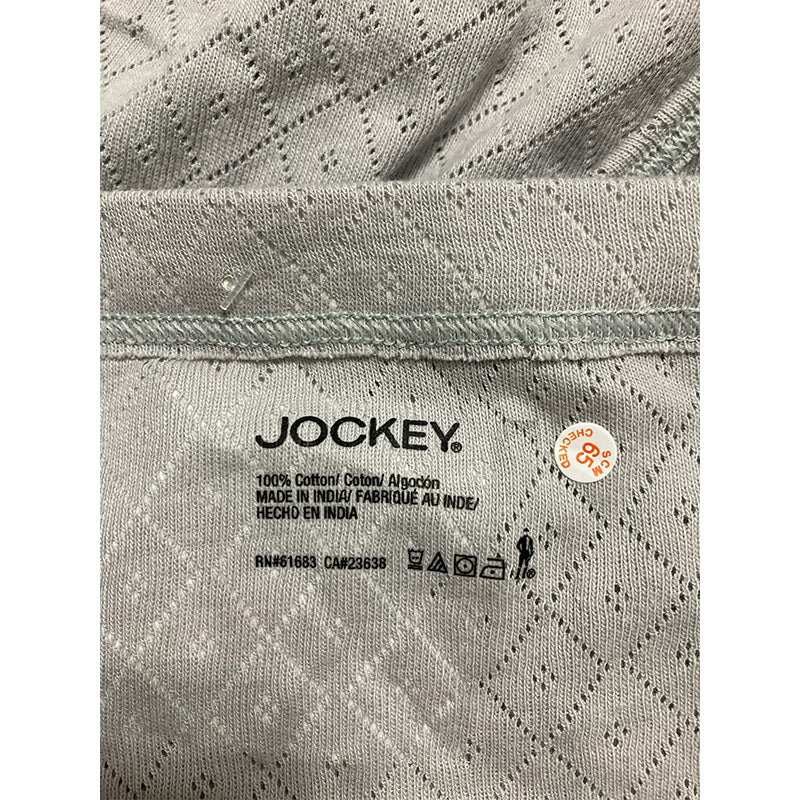 JOCKEY®
100% Cotton/ Coton/ Algodón
MADE IN INDIA/ FABRIQUÉ AU INDE/
HECHO EN INDIA
RN#61683 CA#23638
SCM
65
CHECKED